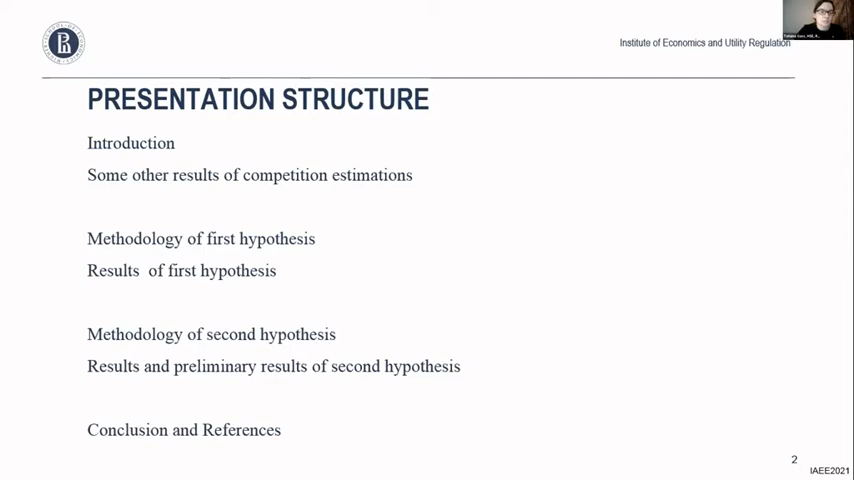 Institute of Economics and Utility Regulation
PRESENTATION STRUCTURE
Introduction
Some other results of competition estimations
Methodology of first hypothesis
Results of first hypothesis
Methodology of second hypothesis
Results and preliminary results of second hypothesis
Conclusion and References
2
IAEE2021